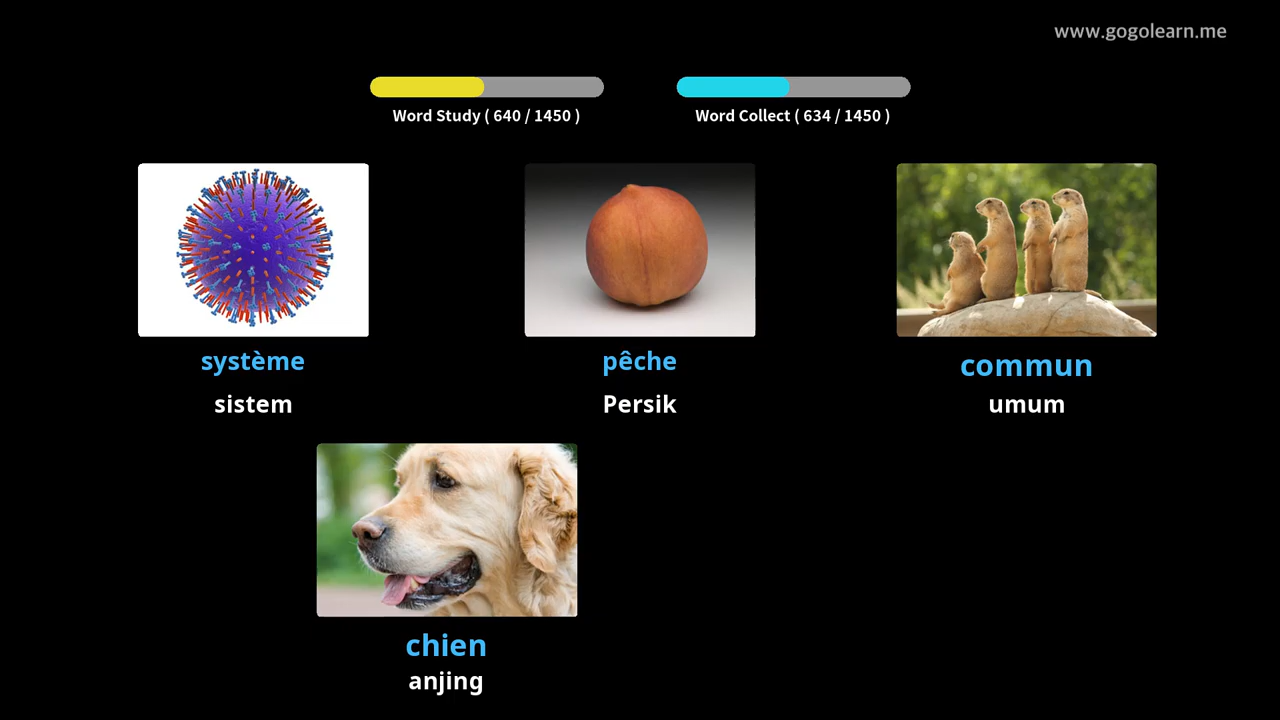 www.gogolearn.me
Word Study ( 640 / 1450 )
Word Collect ( 634 / 1450 )
système
pêche
commun
sistem
Persik
umum
chien
anjing